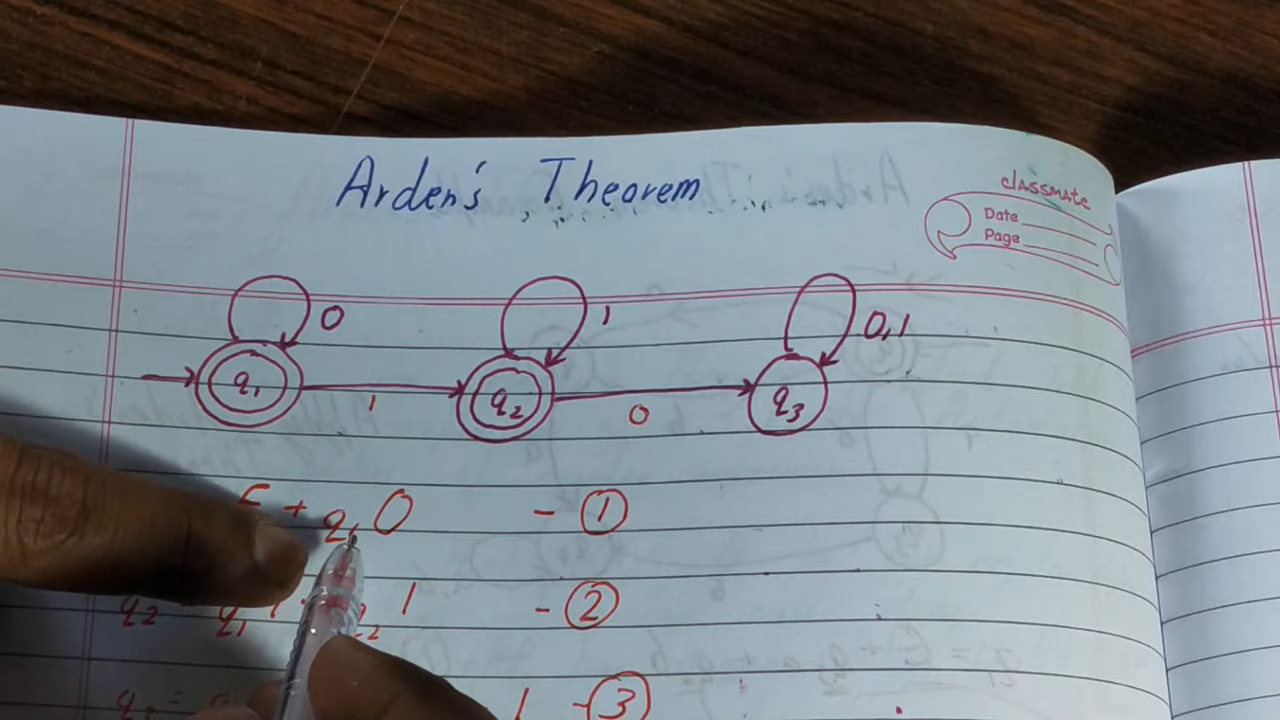 Arden's Theorem
classmate
Date
Page
0 1 0,1
q₁ 1 q₂ 0 q₃
+ q₁ 0 - ①
q₂ q₁ 1 - ②
1 - ③